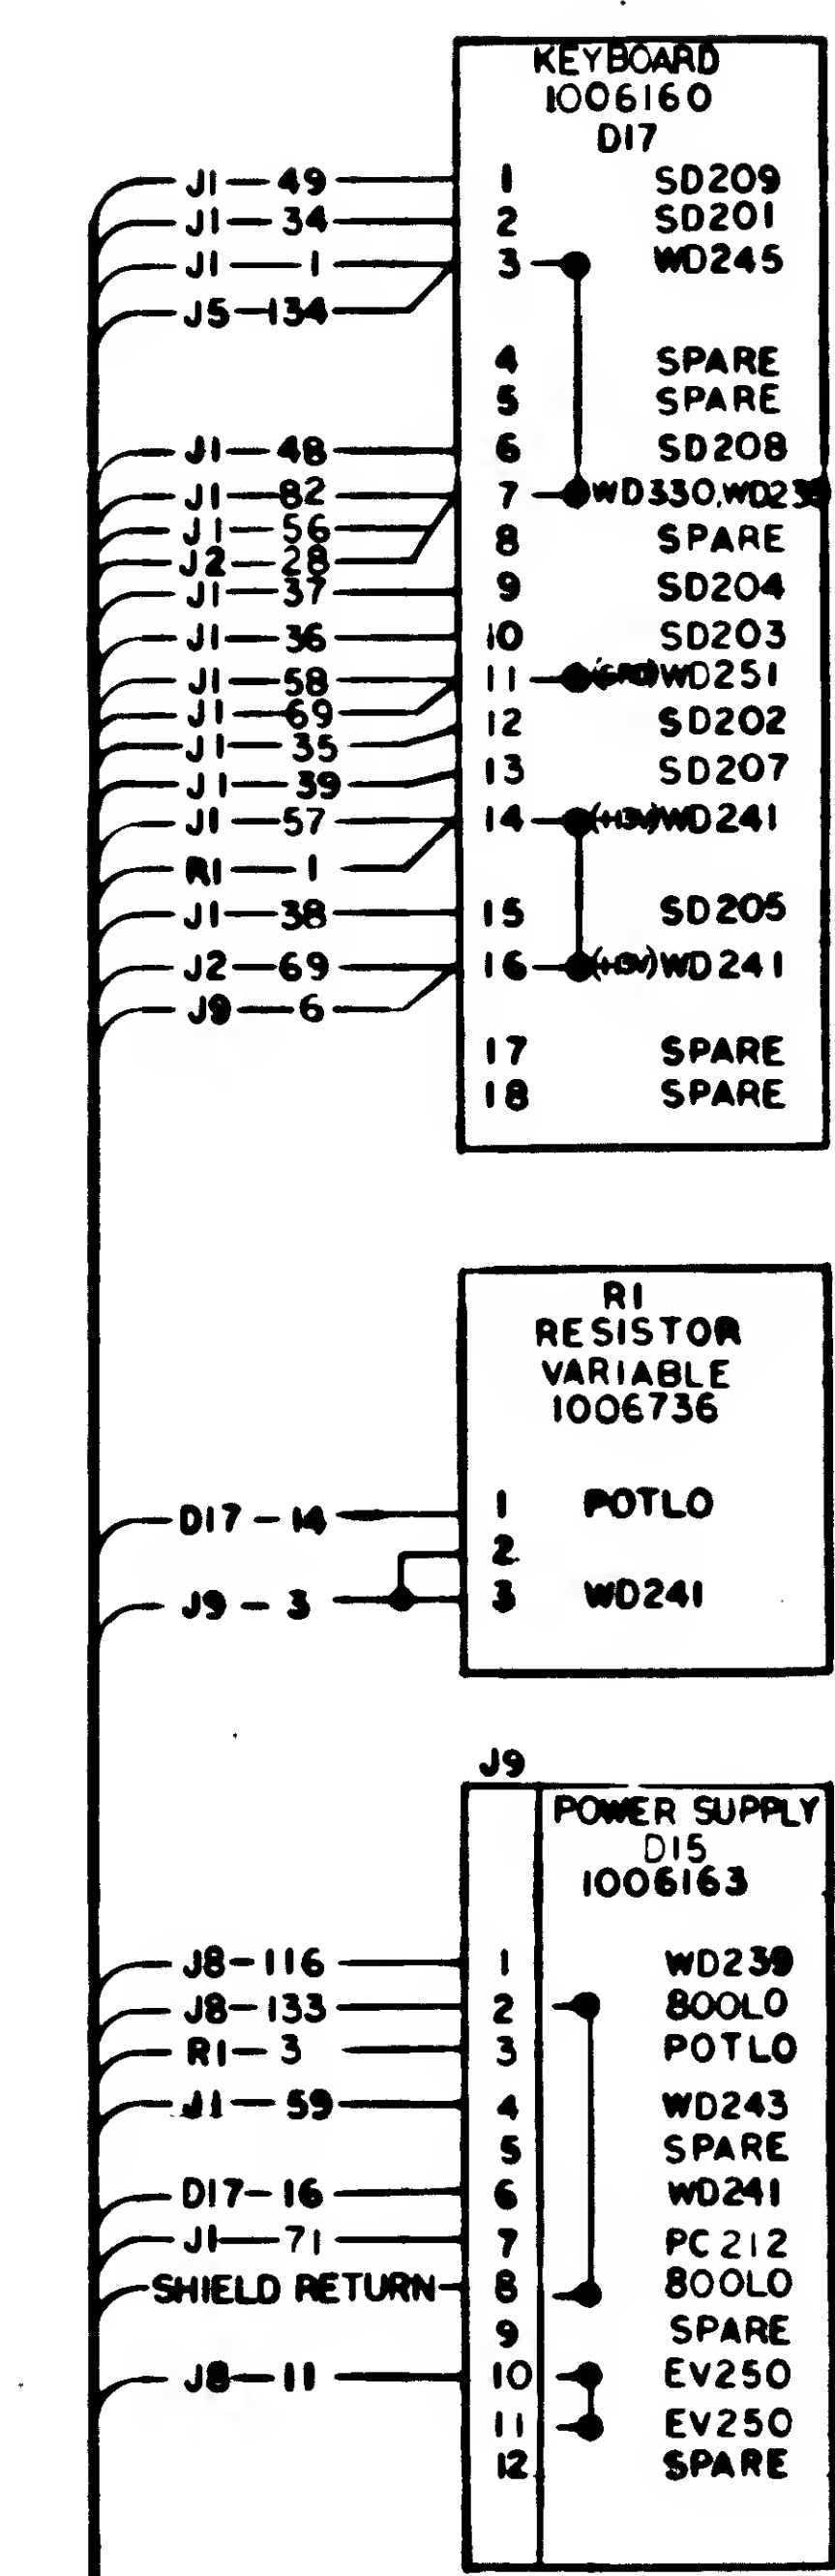 KEYBOARD
1006160
D17
J1 — 49 1 SD209
J1 — 34 2 SD201
J1 — 1 3 WD245
J5 — 134
4 SPARE
5 SPARE
J1 — 48 6 SD208
J1 — 82 7 WD330,
J1 — 56
8 SPARE
J2 — 28
J1 — 37 9 SD204
J1 — 36 10 SD203
J1 — 58 11 (GRD) WD251
J1 — 69
J1 — 35 12 SD202
J1 — 39 13 SD207
J1 — 57 14 (+13V) WD241
R1 — 1
J1 — 38 15 SD205
J2 — 69 16 (+13V) WD241
J9 — 6
17 SPARE
18 SPARE
R1
RESISTOR
VARIABLE
1006736
D17 - 14 1 POTLO
2
J9 - 3 3 WD241
J9
POWER SUPPLY
D15
1006163
J8-116 1 WD239
J8-133 2 800LO
R1 - 3 3 POTLO
J1 — 59 4 WD243
5 SPARE
D17-16 6 WD241
J1 — 71 7 PC212
SHIELD RETURN 8 800LO
9 SPARE
J8 — 11 10 EV250
11 EV250
12 SPARE